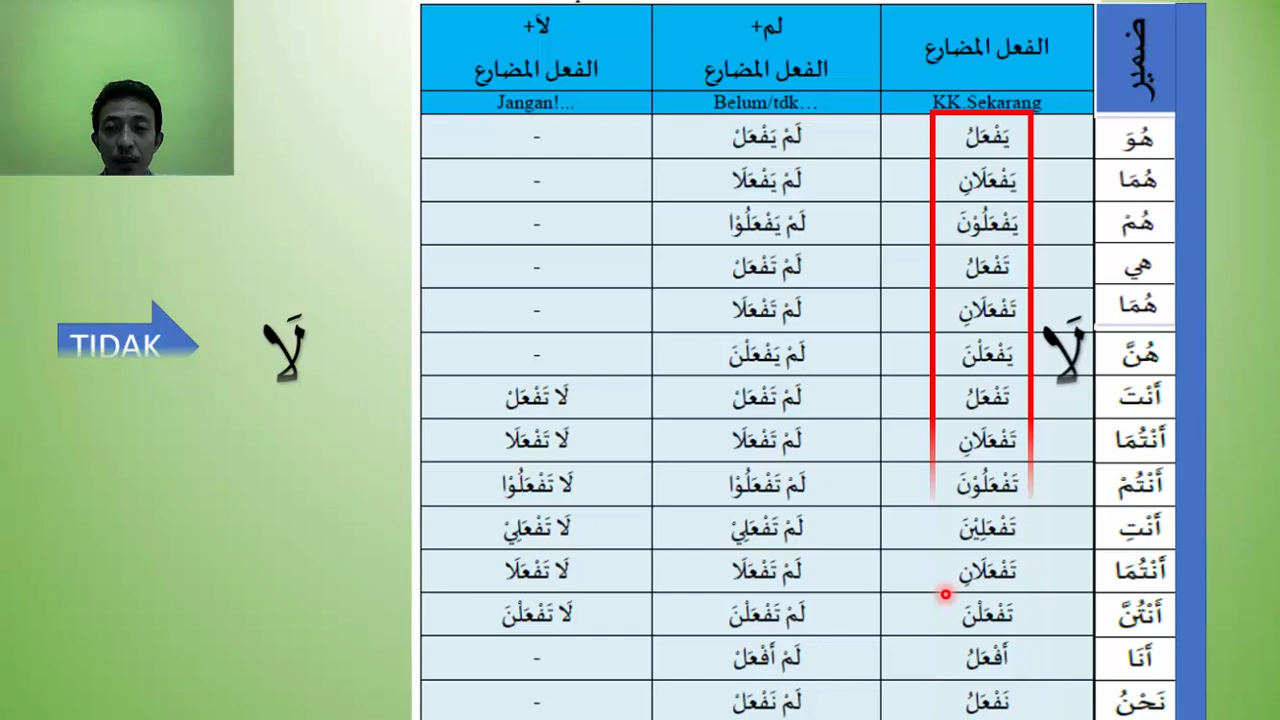 ضمير
الفعل المضارع
لم+
الفعل المضارع
لاَ+
الفعل المضارع
KK.Sekarang
Belum/tdk…
Jangan!...
هُوَ يَفْعَلُ لَمْ يَفْعَلْ -
هُمَا يَفْعَلَانِ لَمْ يَفْعَلَا -
هُمْ يَفْعَلُوْنَ لَمْ يَفْعَلُوْا -
هي تَفْعَلُ لَمْ تَفْعَلْ -
هُمَا تَفْعَلَانِ لَمْ تَفْعَلَا -
هُنَّ يَفْعَلْنَ لَمْ يَفْعَلْنَ -
أَنْتَ تَفْعَلُ لَمْ تَفْعَلْ لَا تَفْعَلْ
أَنْتُمَا تَفْعَلَانِ لَمْ تَفْعَلَا لَا تَفْعَلَا
أَنْتُمْ تَفْعَلُوْنَ لَمْ تَفْعَلُوْا لَا تَفْعَلُوْا
أَنْتِ تَفْعَلِيْنَ لَمْ تَفْعَلِيْ لَا تَفْعَلِيْ
أَنْتُمَا تَفْعَلَانِ لَمْ تَفْعَلَا لَا تَفْعَلَا
أَنْتُنَّ تَفْعَلْنَ لَمْ تَفْعَلْنَ لَا تَفْعَلْنَ
أَنَا أَفْعَلُ لَمْ أَفْعَلْ -
نَحْنُ نَفْعَلُ لَمْ نَفْعَلْ -
لَا
لَا
TIDAK